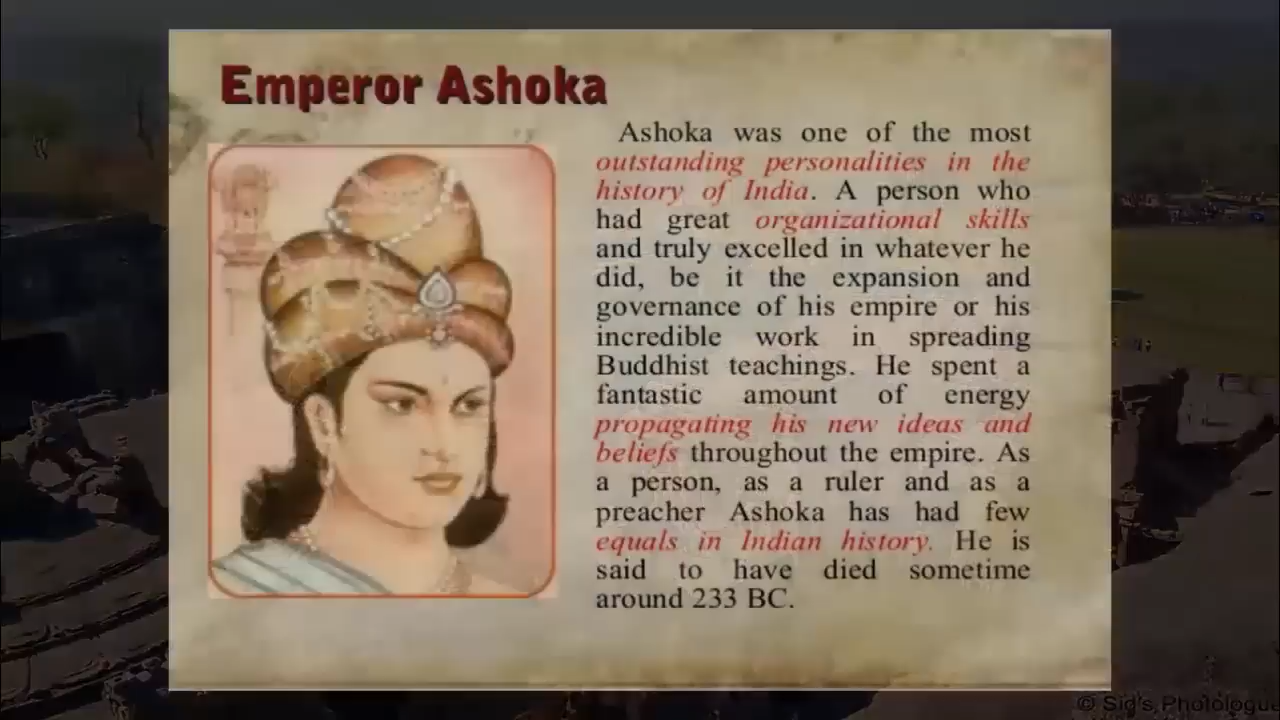 Emperor Ashoka
Ashoka was one of the most
outstanding personalities in the
history of India. A person who
had great organizational skills
and truly excelled in whatever he
did, be it the expansion and
governance of his empire or his
incredible work in spreading
Buddhist teachings. He spent a
fantastic amount of energy
propagating his new ideas and
beliefs throughout the empire. As
a person, as a ruler and as a
preacher Ashoka has had few
equals in Indian history. He is
said to have died sometime
around 233 BC.
© Sid's Photologue